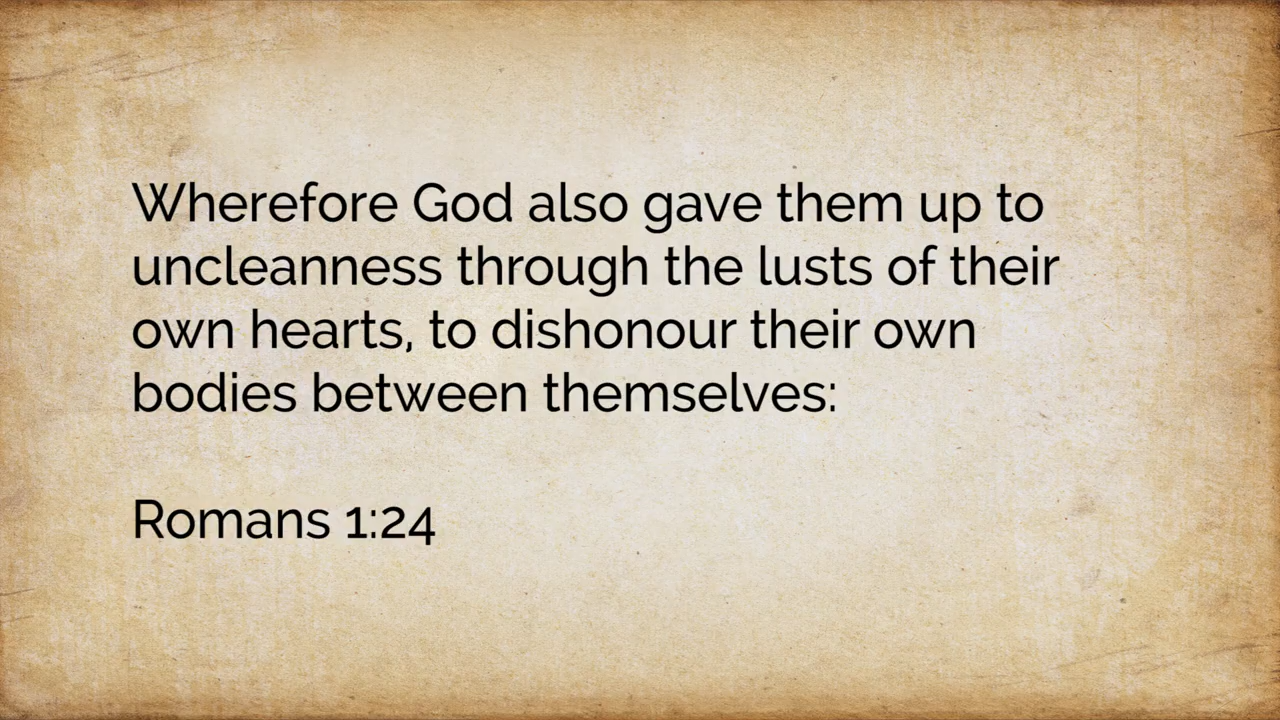 Wherefore God also gave them up to
uncleanness through the lusts of their
own hearts, to dishonour their own
bodies between themselves:
Romans 1:24